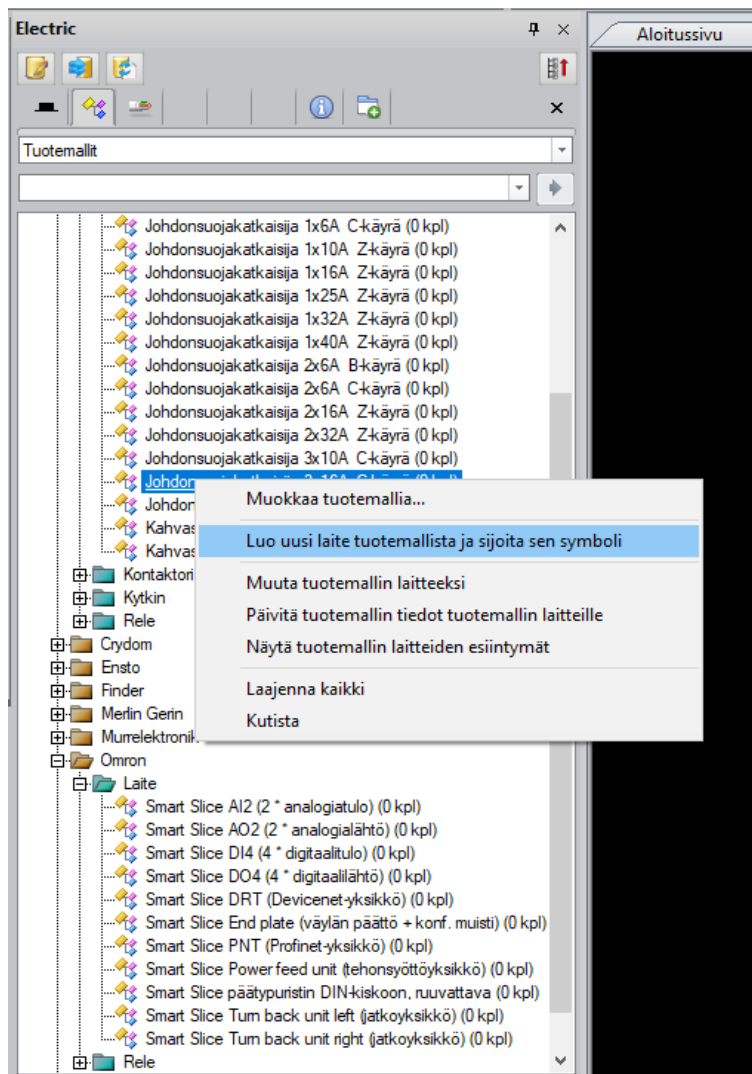 Electric
Aloitussivu
Tuotemallit
Johdonsuojakatkaisija 1x6A C-käyrä (0 kpl)
Johdonsuojakatkaisija 1x10A Z-käyrä (0 kpl)
Johdonsuojakatkaisija 1x16A Z-käyrä (0 kpl)
Johdonsuojakatkaisija 1x25A Z-käyrä (0 kpl)
Johdonsuojakatkaisija 1x32A Z-käyrä (0 kpl)
Johdonsuojakatkaisija 1x40A Z-käyrä (0 kpl)
Johdonsuojakatkaisija 2x6A B-käyrä (0 kpl)
Johdonsuojakatkaisija 2x6A C-käyrä (0 kpl)
Johdonsuojakatkaisija 2x16A Z-käyrä (0 kpl)
Johdonsuojakatkaisija 2x32A Z-käyrä (0 kpl)
Johdonsuojakatkaisija 3x10A C-käyrä (0 kpl)
Johdonsuojakatkaisija 3x16A C-käyrä (0 kpl)
Johdon
Kahvas
Kahvas
Kontaktori
Kytkin
Rele
Crydom
Ensto
Finder
Merlin Gerin
Murrelektronik
Omron
Laite
Smart Slice AI2 (2 * analogiatulo) (0 kpl)
Smart Slice AO2 (2 * analogialähtö) (0 kpl)
Smart Slice DI4 (4 * digitaalitulo) (0 kpl)
Smart Slice DO4 (4 * digitaalilähtö) (0 kpl)
Smart Slice DRT (Devicenet-yksikkö) (0 kpl)
Smart Slice End plate (väylän päättö + konf. muisti) (0 kpl)
Smart Slice PNT (Profinet-yksikkö) (0 kpl)
Smart Slice Power feed unit (tehonsyöttöyksikkö) (0 kpl)
Smart Slice päätypuristin DIN-kiskoon, ruuvattava (0 kpl)
Smart Slice Turn back unit left (jatkoyksikkö) (0 kpl)
Smart Slice Turn back unit right (jatkoyksikkö) (0 kpl)
Rele
Muokkaa tuotemallia...
Luo uusi laite tuotemallista ja sijoita sen symboli
Muuta tuotemallin laitteeksi
Päivitä tuotemallin tiedot tuotemallin laitteille
Näytä tuotemallin laitteiden esiintymät
Laajenna kaikki
Kutista